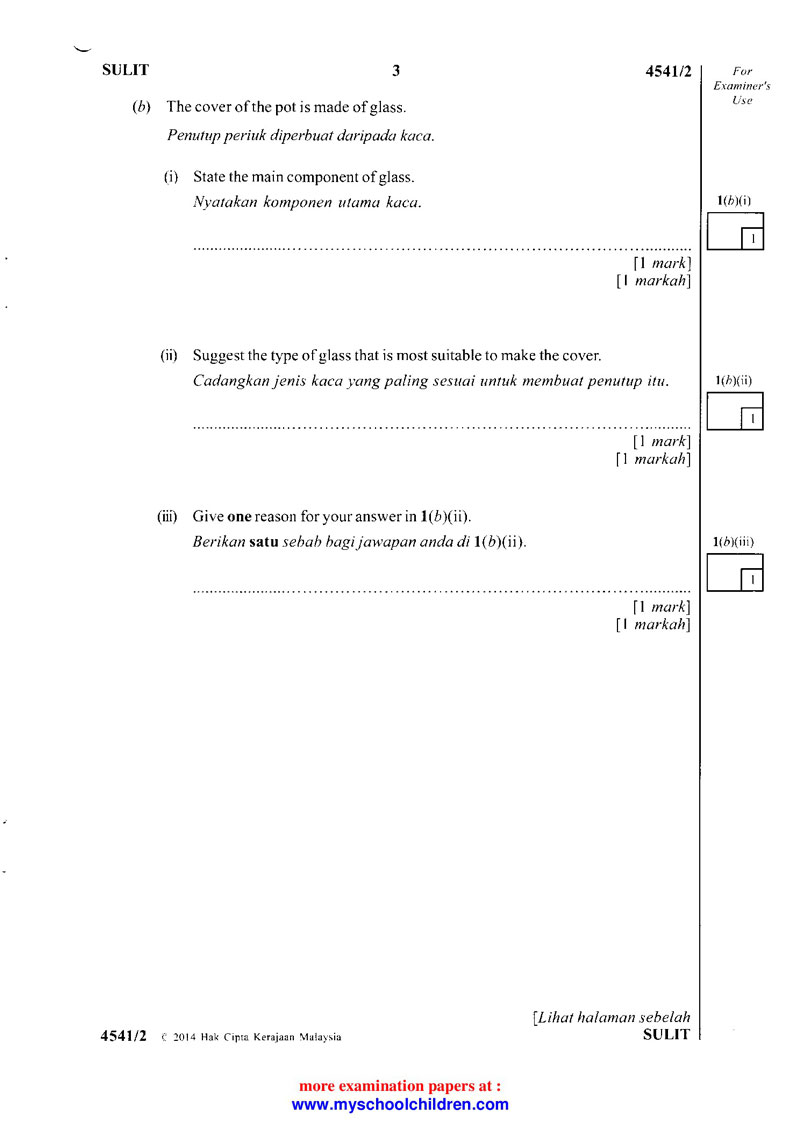 SULIT 3 4541/2 For
Examiner's
Use
(b) The cover of the pot is made of glass.
Penutup periuk diperbuat daripada kaca.
(i) State the main component of glass.
Nyatakan komponen utama kaca. 1(b)(i)
1
[1 mark]
[1 markah]
(ii) Suggest the type of glass that is most suitable to make the cover.
Cadangkan jenis kaca yang paling sesuai untuk membuat penutup itu. 1(b)(ii)
1
[1 mark]
[1 markah]
(iii) Give one reason for your answer in 1(b)(ii).
Berikan satu sebab bagi jawapan anda di 1(b)(ii). 1(b)(iii)
1
[1 mark]
[1 markah]
[Lihat halaman sebelah
4541/2 © 2014 Hak Cipta Kerajaan Malaysia SULIT
more examination papers at :
www.myschoolchildren.com